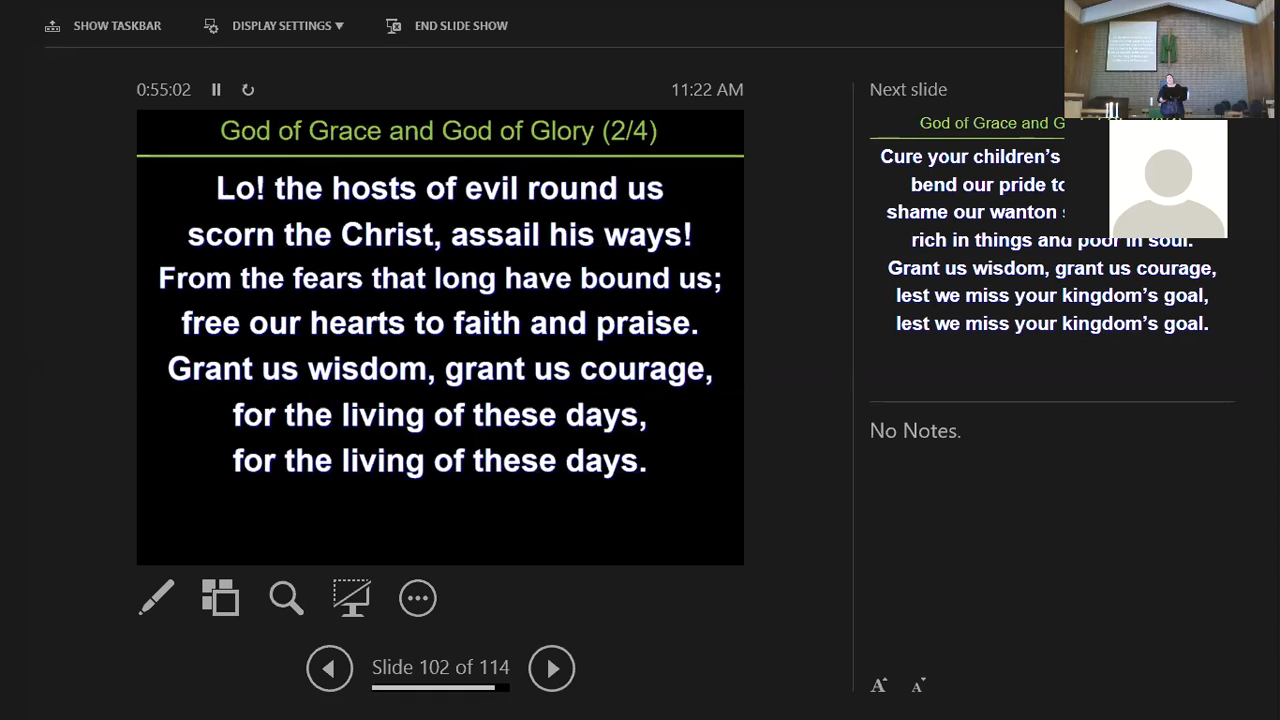 SHOW TASKBAR
DISPLAY SETTINGS
END SLIDE SHOW
0:55:02
11:22 AM
God of Grace and God of Glory (2/4)
Lo! the hosts of evil round us
scorn the Christ, assail his ways!
From the fears that long have bound us;
free our hearts to faith and praise.
Grant us wisdom, grant us courage,
for the living of these days,
for the living of these days.
Slide 102 of 114
Next slide
God of Grace and G
Cure your children’s
bend our pride to
shame our wanton
rich in things and poor in soul.
Grant us wisdom, grant us courage,
lest we miss your kingdom’s goal,
lest we miss your kingdom’s goal.
No Notes.
A A
M